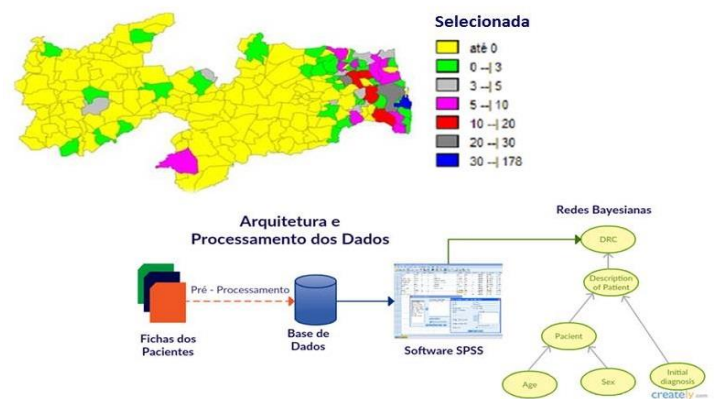 Selecionada
até 0
0 --| 3
3 --| 5
5 --| 10
10 --| 20
20 --| 30
30 --| 178
Arquitetura e
Processamento dos Dados
Redes Bayesianas
Pré - Processamento
Fichas dos
Pacientes
Base de
Dados
Software SPSS
DRC
Description
of Patient
Pacient
Age
Sex
Initial
diagnosis
creately.com